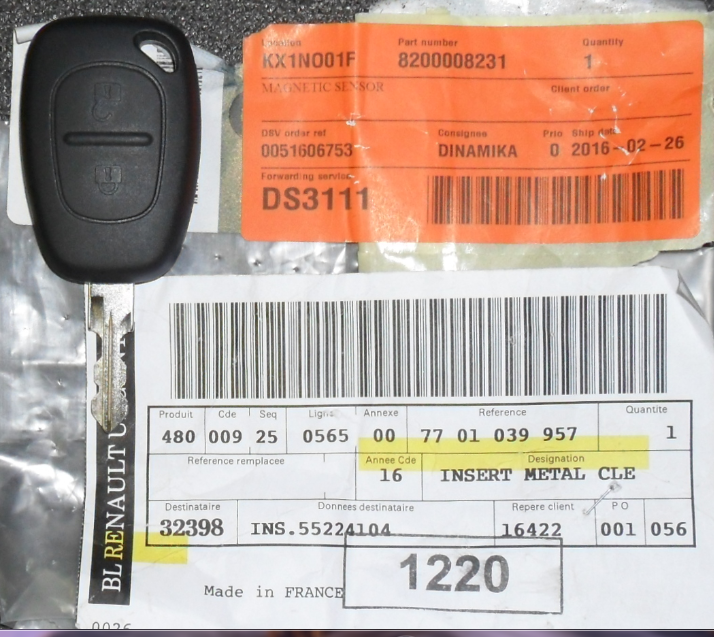 Location Part number Quantity
KX1NO01F 8200008231 1
MAGNETIC SENSOR Client order
DSV order ref Consignee Prio Ship date
0051606753 DINAMIKA 0 2016-02-26
Forwarding service
DS3111
Produit Cde Seq Ligne Annexe Reference Quantite
480 009 25 0565 00 77 01 039 957 1
Reference remplacee Annee Cde Designation
16 INSERT METAL CLE
Destinataire Donnees destinataire Repere client PO
32398 INS.55224104 16422 001 056
1220
Made in FRANCE
BL RENAULT